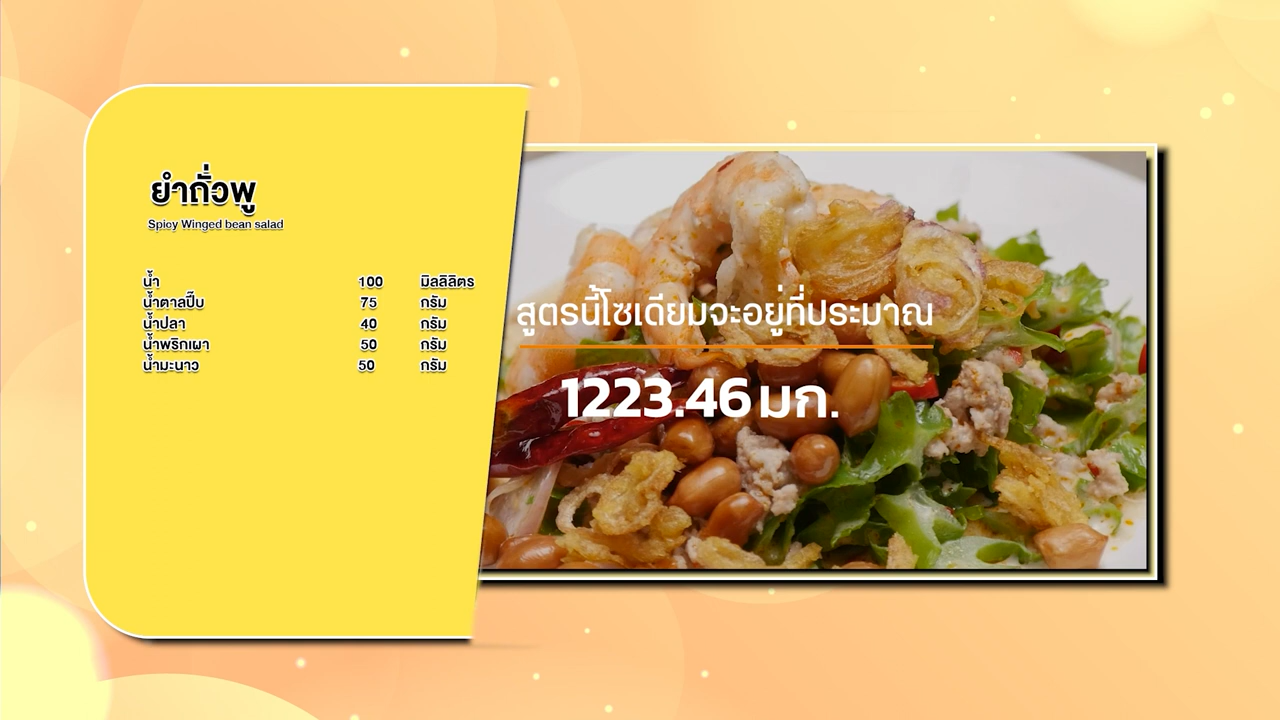 ยำถั่วพู
Spicy Winged bean salad
น้ำ 100 มิลลิลิตร
น้ำตาลปี๊บ 75 กรัม
น้ำปลา 40 กรัม
น้ำพริกเผา 50 กรัม
น้ำมะนาว 50 กรัม
สูตรนี้โซเดียมจะอยู่ที่ประมาณ
1223.46 มก.